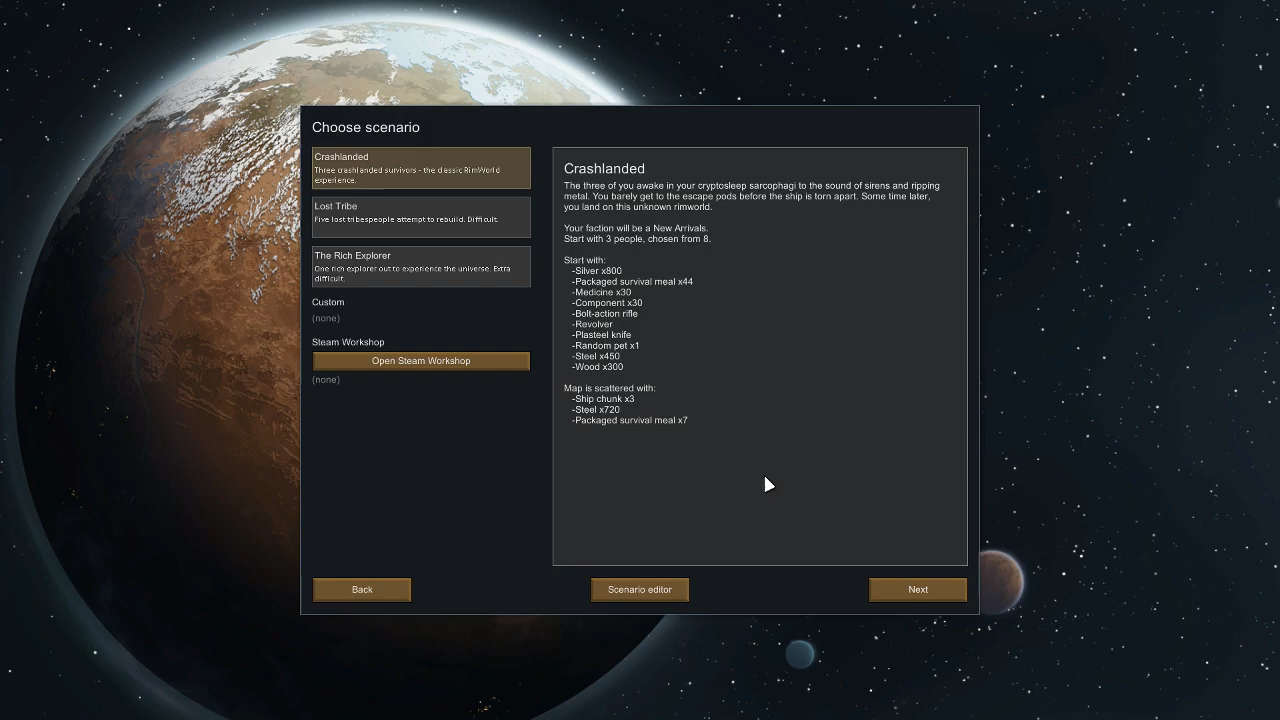 Choose scenario
Crashlanded
Three crashlanded survivors - the classic RimWorld
experience.
Lost Tribe
Five lost tribespeople attempt to rebuild. Difficult.
The Rich Explorer
One rich explorer out to experience the universe. Extra
difficult.
Custom
(none)
Steam Workshop
Open Steam Workshop
(none)
Crashlanded
The three of you awake in your cryptosleep sarcophagi to the sound of sirens and ripping
metal. You barely get to the escape pods before the ship is torn apart. Some time later,
you land on this unknown rimworld.
Your faction will be a New Arrivals.
Start with 3 people, chosen from 8.
Start with:
-Silver x800
-Packaged survival meal x44
-Medicine x30
-Component x30
-Bolt-action rifle
-Revolver
-Plasteel knife
-Random pet x1
-Steel x450
-Wood x300
Map is scattered with:
-Ship chunk x3
-Steel x720
-Packaged survival meal x7
Back
Scenario editor
Next